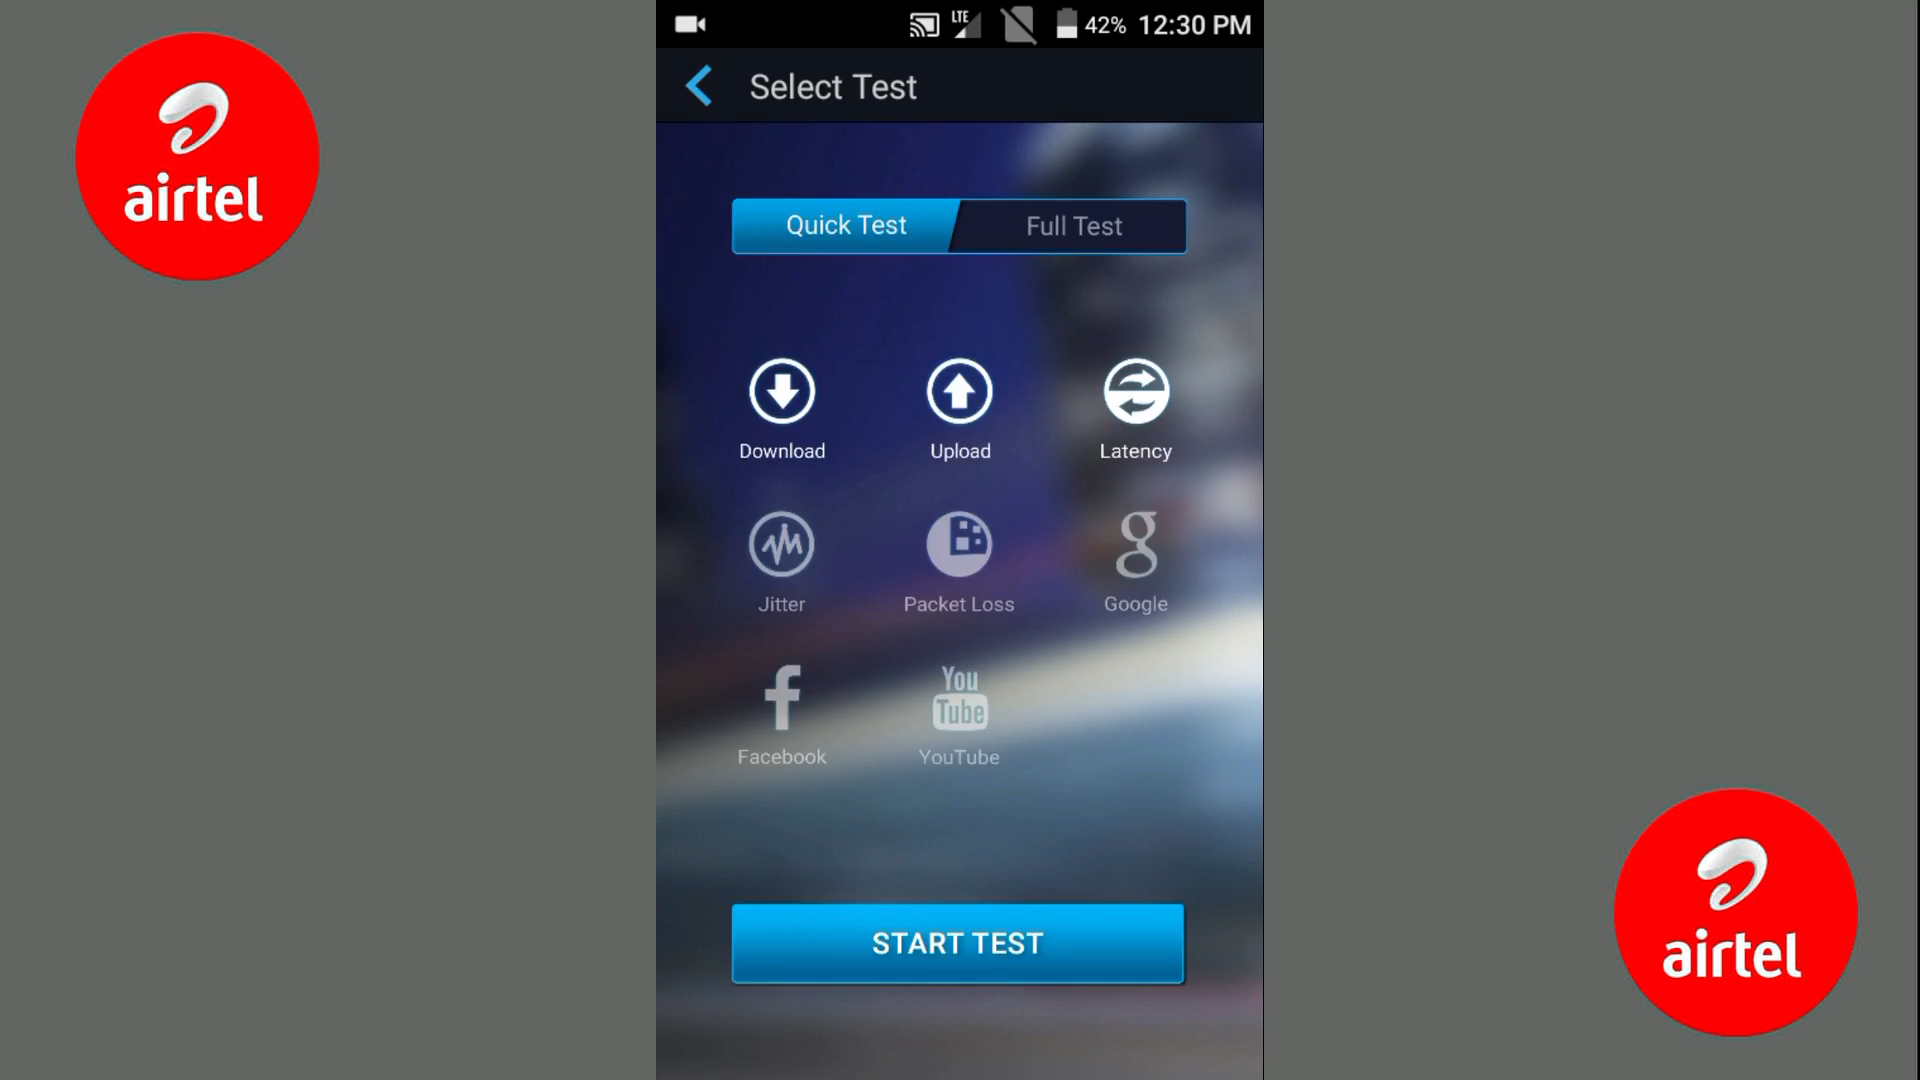 airtel
LTE 42% 12:30 PM
Select Test
Quick Test Full Test
Download Upload Latency
Jitter Packet Loss Google
You
Tube
Facebook YouTube
START TEST
airtel